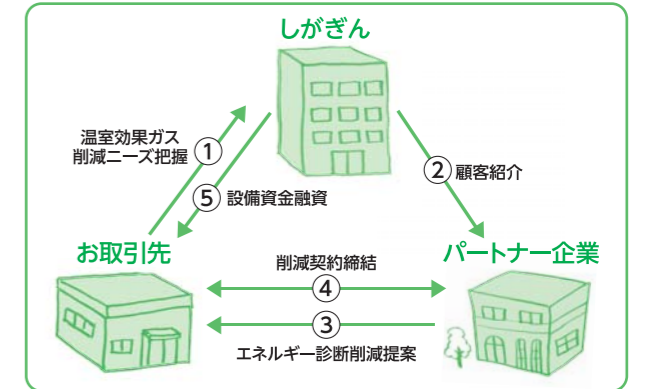 しがぎん
温室効果ガス
削減ニーズ把握
①
② 顧客紹介
⑤ 設備資金融資
お取引先
パートナー企業
削減契約締結
④
③
エネルギー診断削減提案